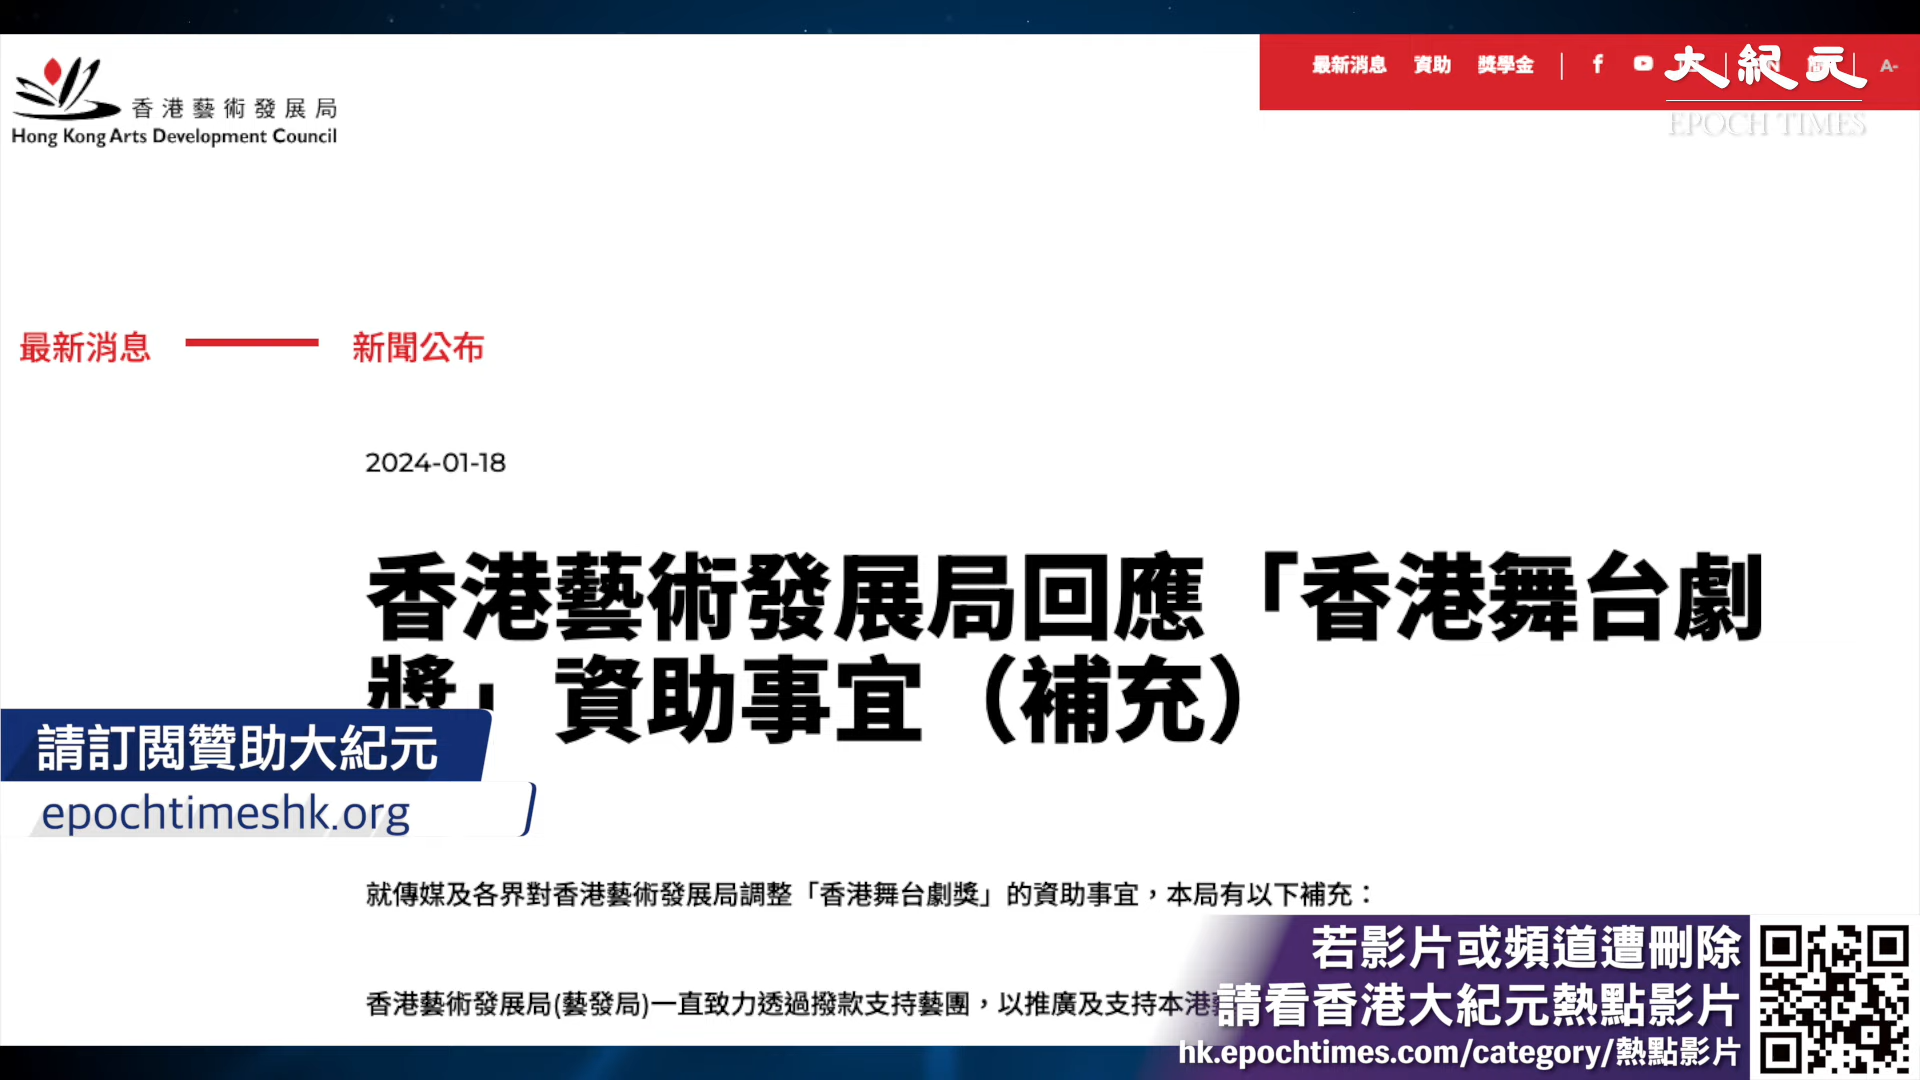 最新消息 資助 獎學金
大紀元
A-
EPOCH TIMES
香港藝術發展局
Hong Kong Arts Development Council
最新消息
新聞公布
2024-01-18
香港藝術發展局回應「香港舞台劇
獎」資助事宜（補充）
請訂閱贊助大紀元
epochtimeshk.org
就傳媒及各界對香港藝術發展局調整「香港舞台劇獎」的資助事宜，本局有以下補充：
香港藝術發展局(藝發局)一直致力透過撥款支持藝團，以推廣及支持本港
若影片或頻道遭刪除
請看香港大紀元熱點影片
hk.epochtimes.com/category/熱點影片